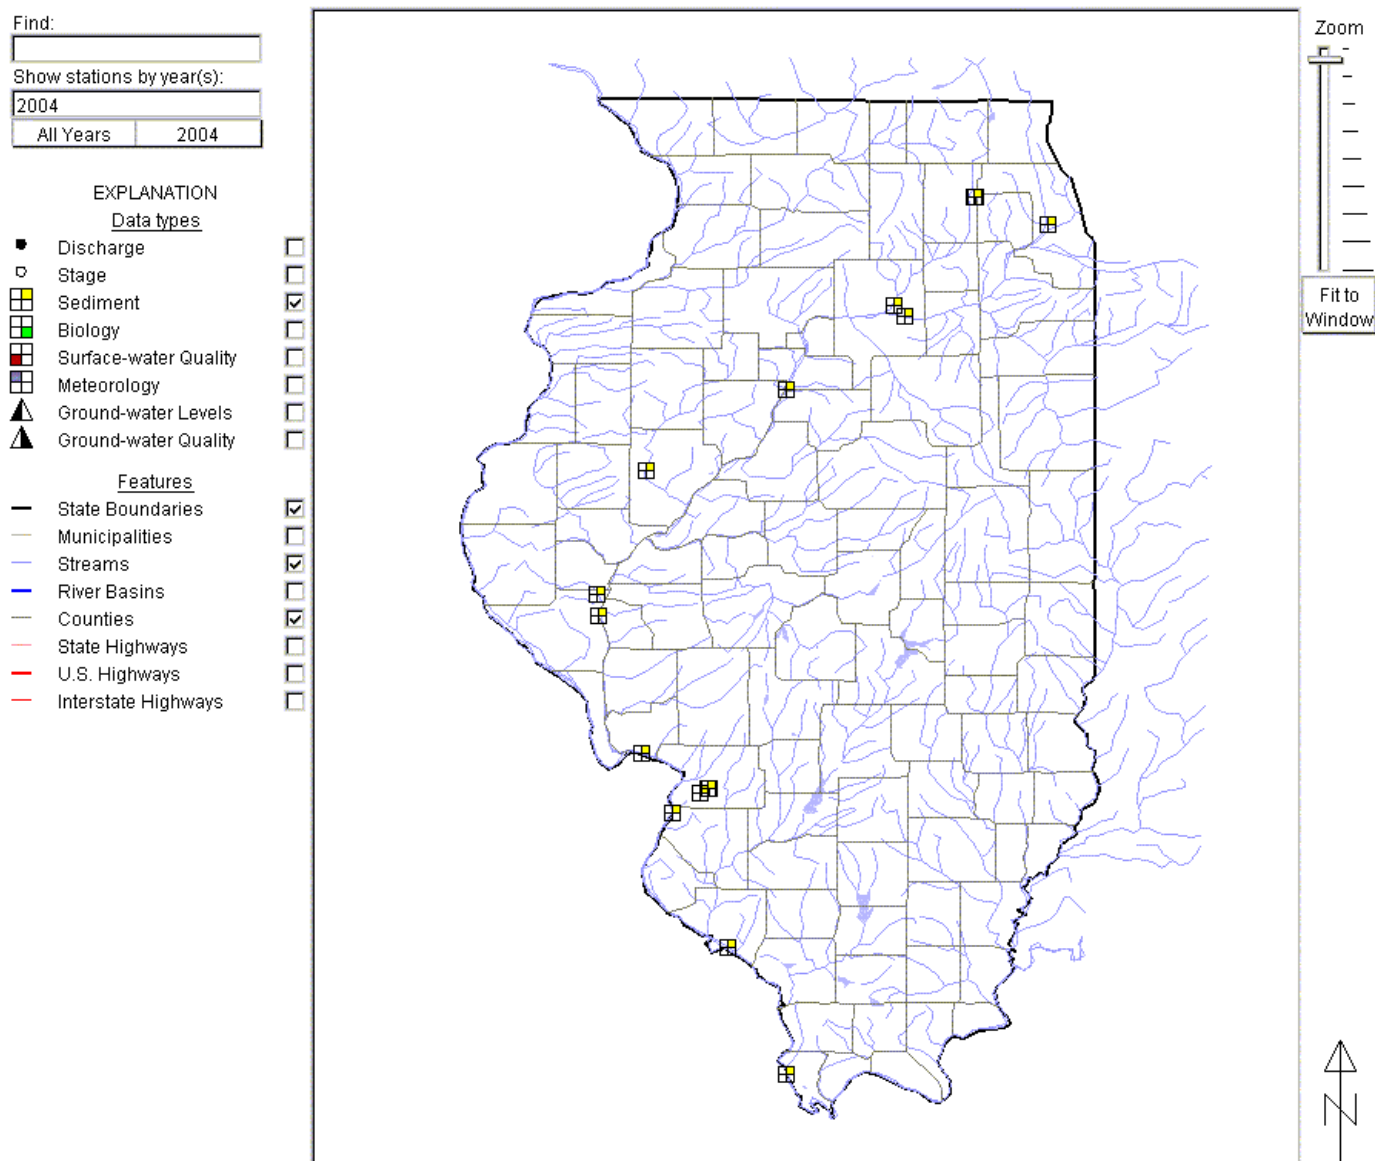 Find:
Show stations by year(s):
2004
All Years 2004
EXPLANATION
Data types
Discharge
Stage
Sediment
Biology
Surface-water Quality
Meteorology
Ground-water Levels
Ground-water Quality
Features
State Boundaries
Municipalities
Streams
River Basins
Counties
State Highways
U.S. Highways
Interstate Highways
Zoom
Fit to
Window
N